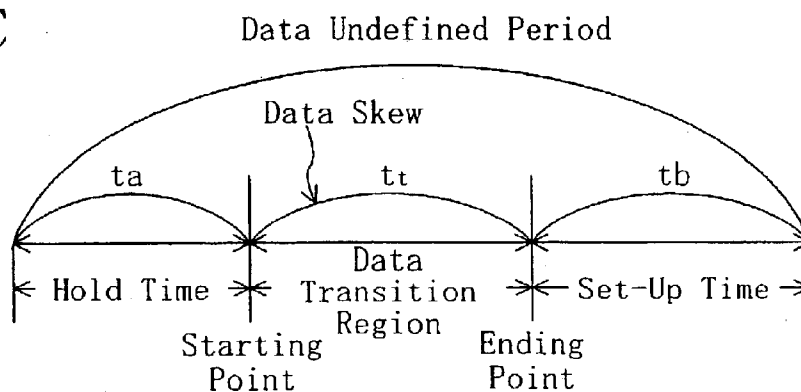 Data Undefined Period
Data Skew
ta tt tb
Hold Time
Data
Transition
Region
Set-Up Time
Starting
Point
Ending
Point